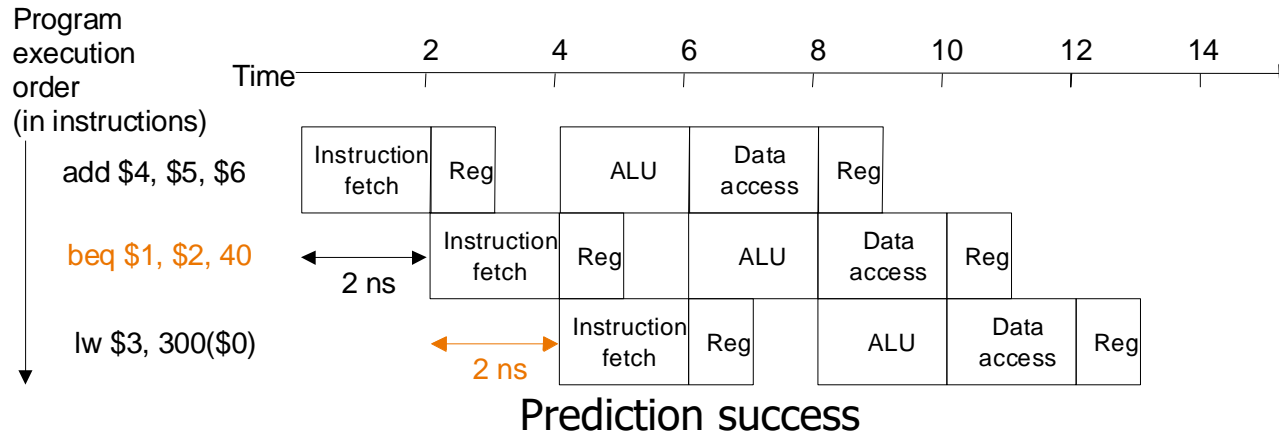 Program
execution
order
(in instructions)
Time
2 4 6 8 10 12 14
add $4, $5, $6
Instruction
fetch
Reg
ALU
Data
access
Reg
beq $1, $2, 40
2 ns
Instruction
fetch
Reg
ALU
Data
access
Reg
lw $3, 300($0)
2 ns
Instruction
fetch
Reg
ALU
Data
access
Reg
Prediction success